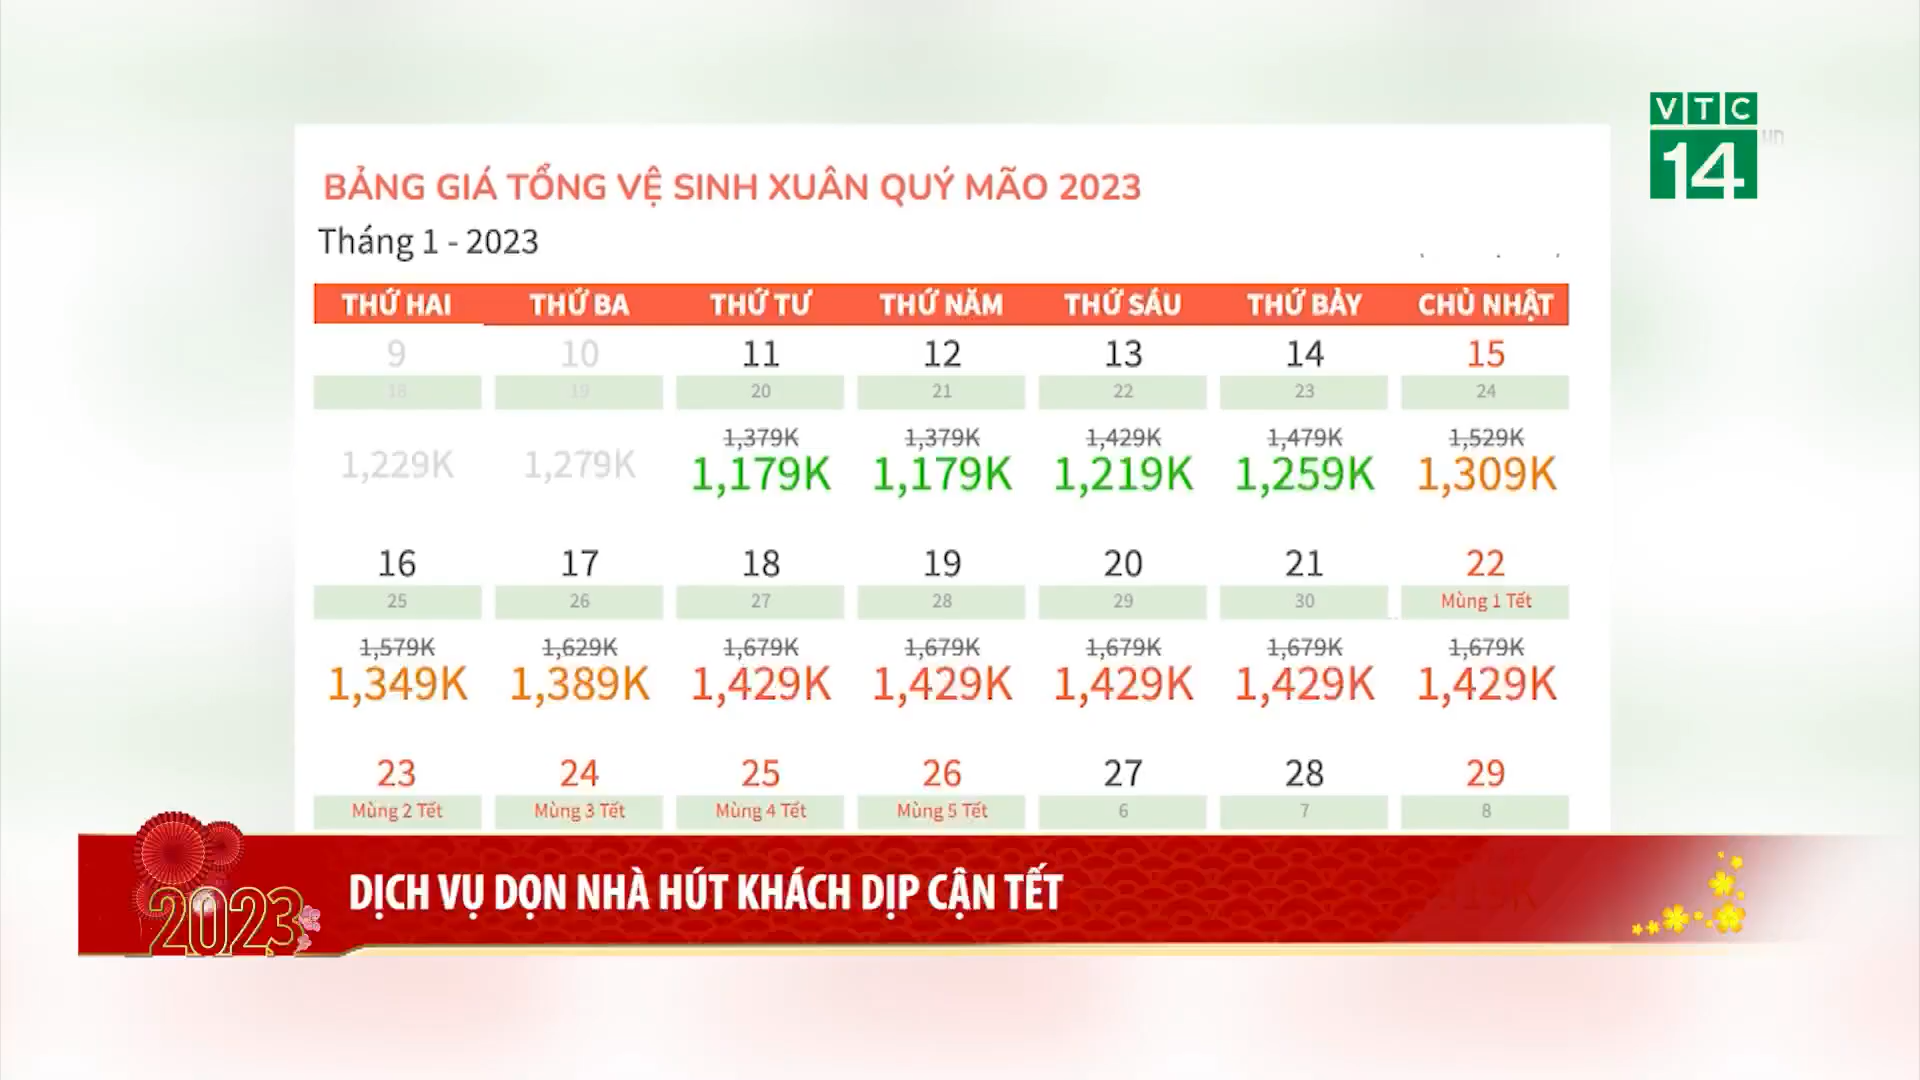 VTC
14
BẢNG GIÁ TỔNG VỆ SINH XUÂN QUÝ MÃO 2023
Tháng 1 - 2023
THỨ HAI THỨ BA THỨ TƯ THỨ NĂM THỨ SÁU THỨ BẢY CHỦ NHẬT
9 10 11 12 13 14 15
18 19 20 21 22 23 24
1,379K 1,379K 1,429K 1,479K 1,529K
1,229K 1,279K 1,179K 1,179K 1,219K 1,259K 1,309K
16 17 18 19 20 21 22
25 26 27 28 29 30 Mùng 1 Tết
1,579K 1,629K 1,679K 1,679K 1,679K 1,679K 1,679K
1,349K 1,389K 1,429K 1,429K 1,429K 1,429K 1,429K
23 24 25 26 27 28 29
Mùng 2 Tết Mùng 3 Tết Mùng 4 Tết Mùng 5 Tết 6 7 8
2023
DỊCH VỤ DỌN NHÀ HÚT KHÁCH DỊP CẬN TẾT